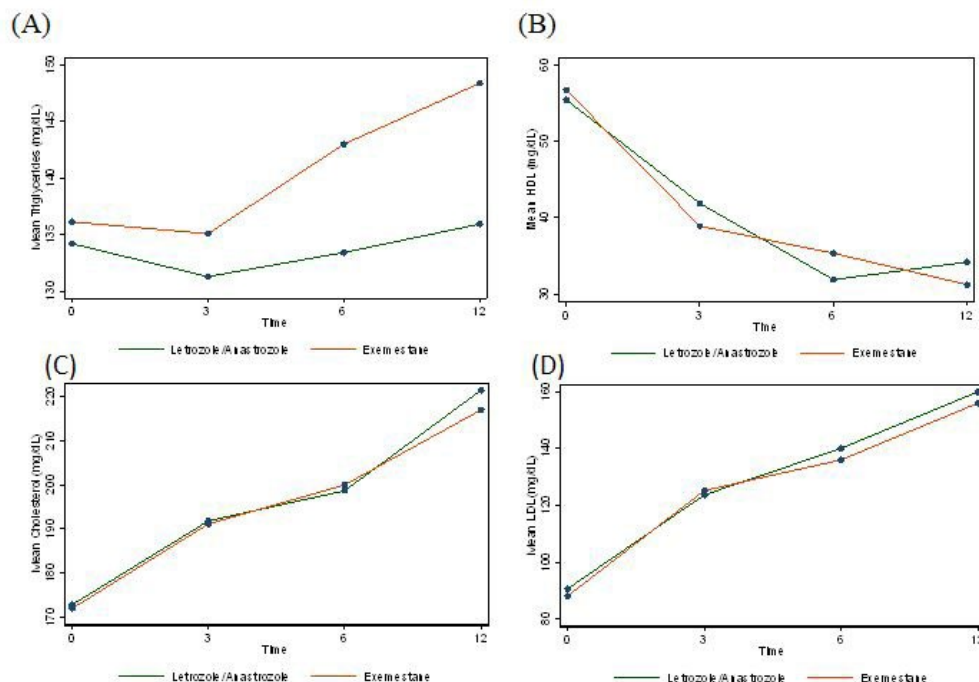 (A)
Mean Triglycerides (mg/dL)
150
145
140
135
130
0 3 6 12
Time
Letrozole/Anastrozole Exemestane
(B)
Mean HDL (mg/dL)
60
50
40
30
0 3 6 12
Time
Letrozole/Anastrozole Exemestane
(C)
Mean Cholesterol (mg/dL)
220
210
200
190
180
170
0 3 6 12
Time
Letrozole/Anastrozole Exemestane
(D)
Mean LDL (mg/dL)
160
140
120
100
80
0 3 6 12
Time
Letrozole/Anastrozole Exemestane